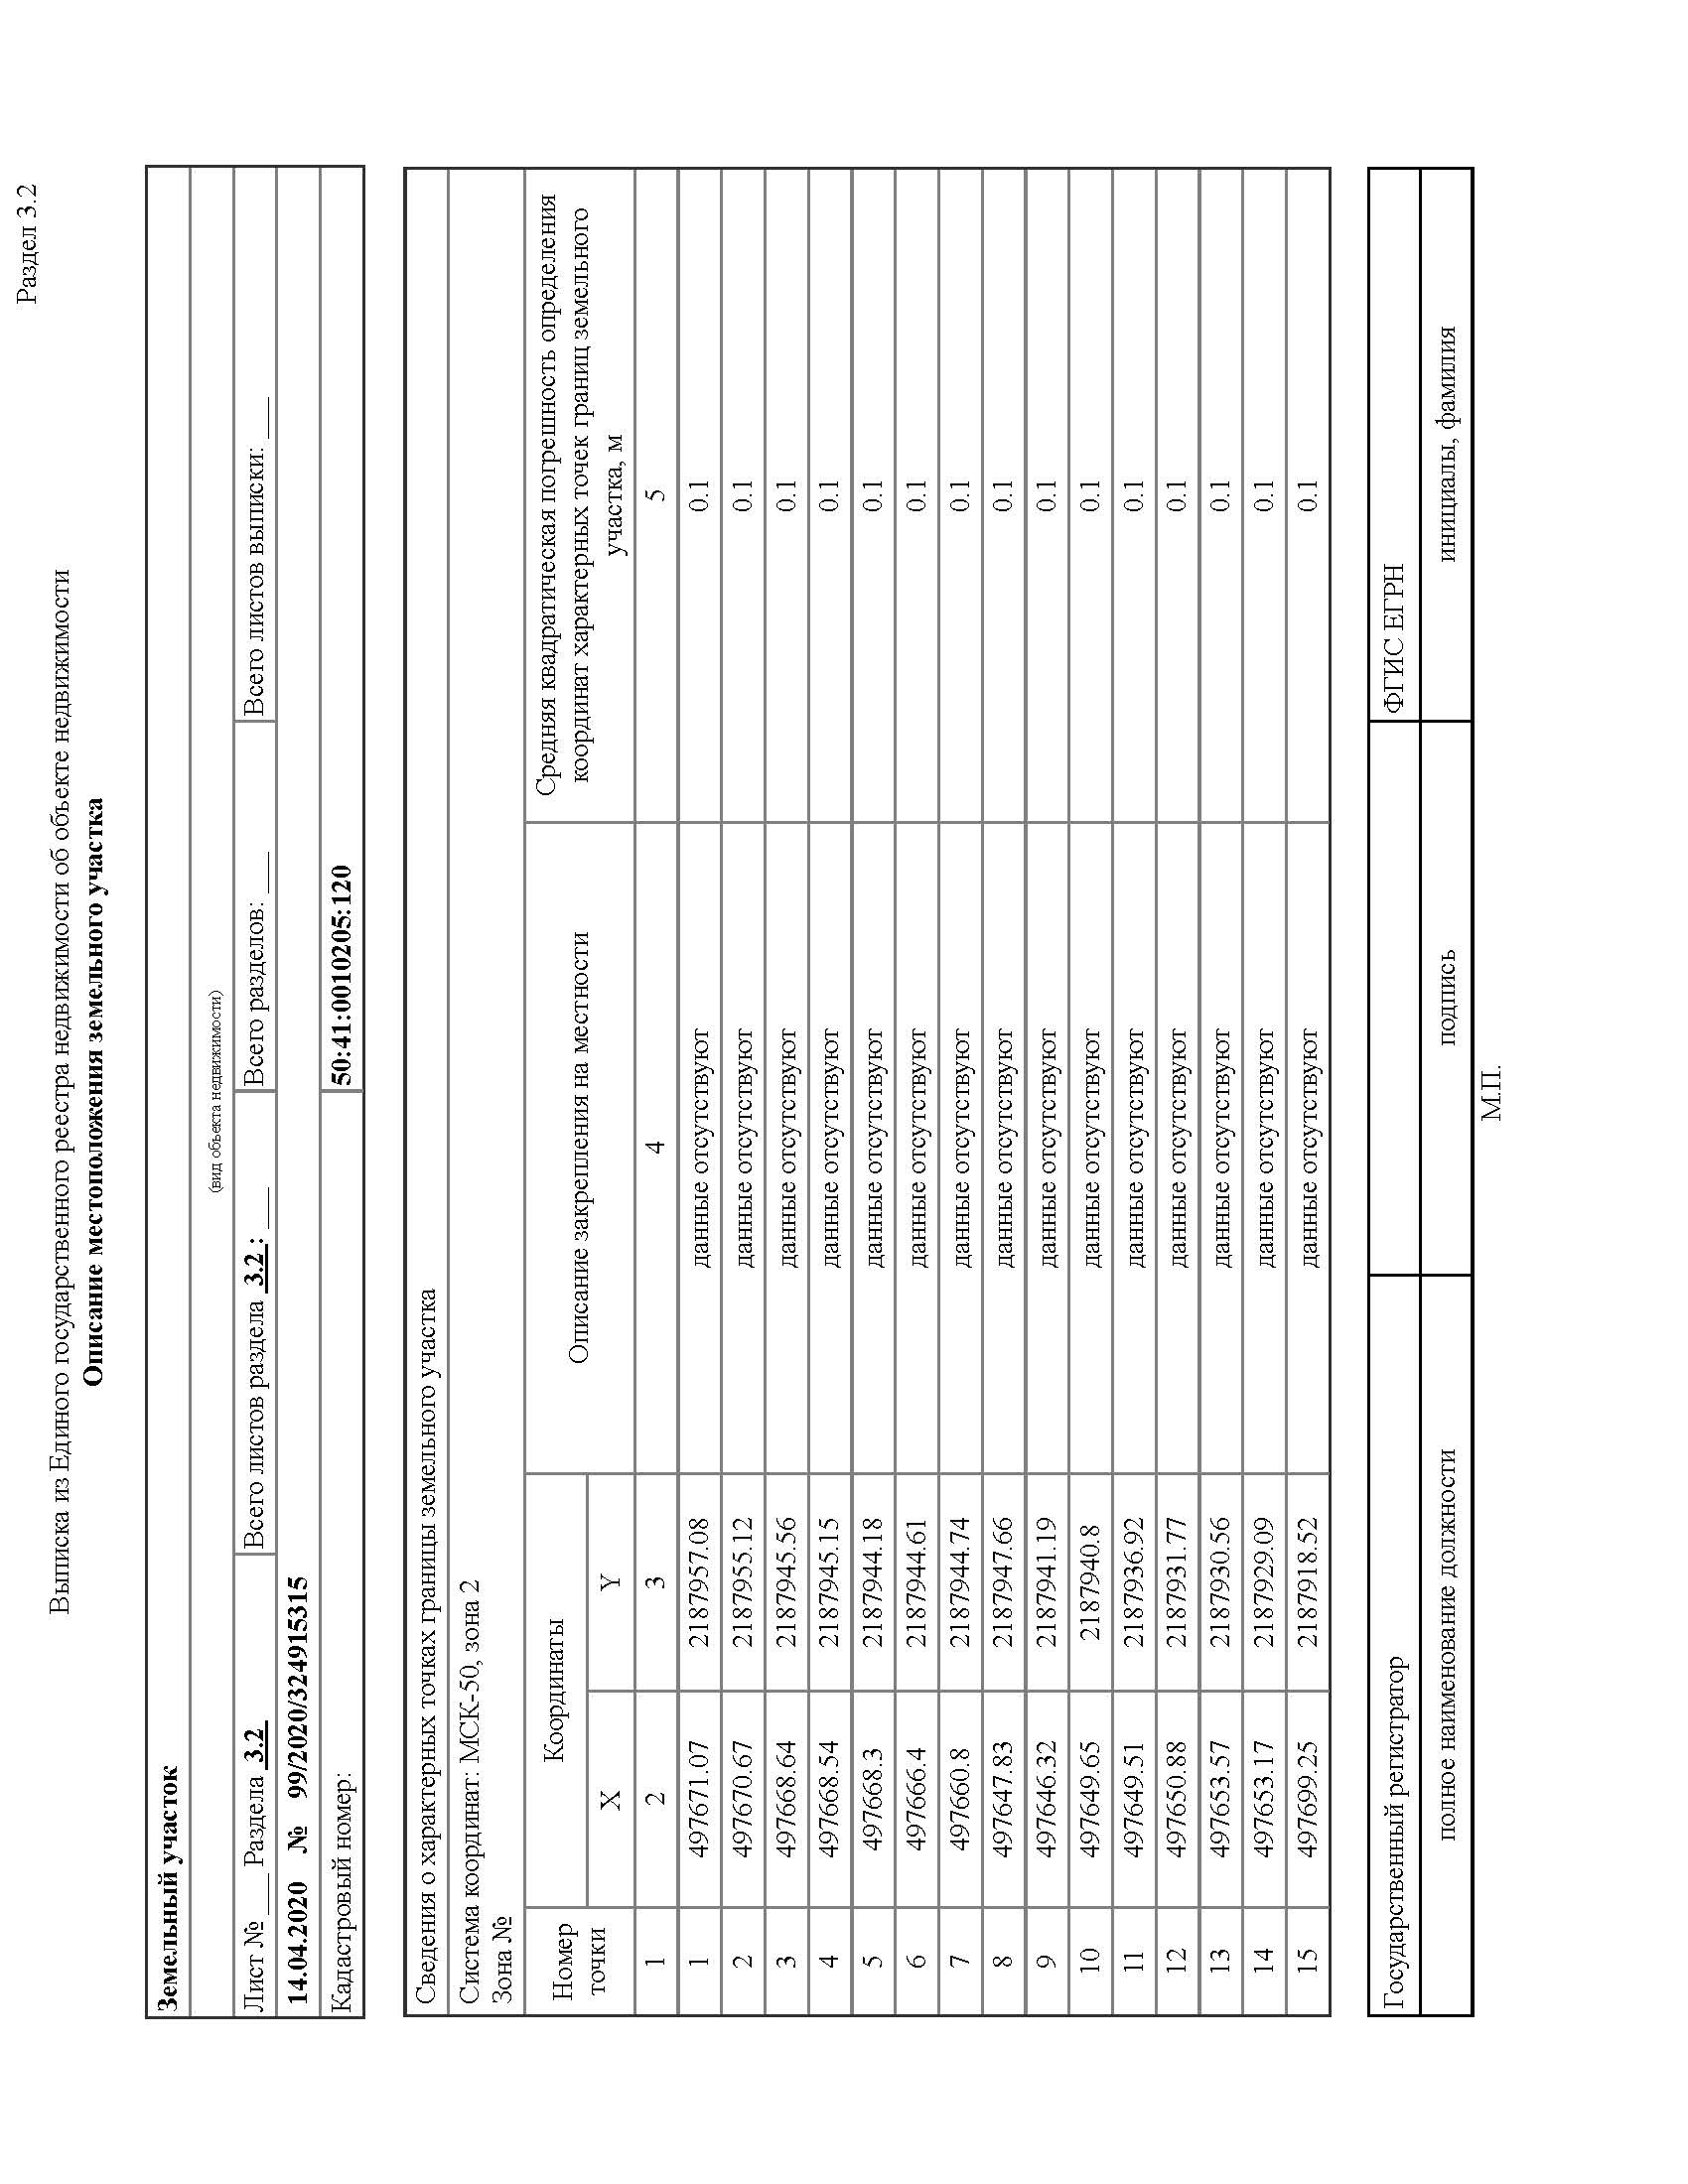 Раздел 3.2
Выписка из Единого государственного реестра недвижимости об объекте недвижимости
Описание местоположения земельного участка
Земельный участок
(вид объекта недвижимости)
Лист № ___ Раздела 3.2 Всего листов раздела 3.2 : ___ Всего разделов: ___ Всего листов выписки: ___
14.04.2020 № 99/2020/324915315
Кадастровый номер: 50:41:0010205:120
Сведения о характерных точках границы земельного участка
Система координат: МСК-50, зона 2
Зона №
Номер точки Координаты Описание закрепления на местности Средняя квадратическая погрешность определения
координат характерных точек границ земельного
участка, м
X Y
1 2 3 4 5
1 497671.07 2187957.08 данные отсутствуют 0.1
2 497670.67 2187955.12 данные отсутствуют 0.1
3 497668.64 2187945.56 данные отсутствуют 0.1
4 497668.54 2187945.15 данные отсутствуют 0.1
5 497668.3 2187944.18 данные отсутствуют 0.1
6 497666.4 2187944.61 данные отсутствуют 0.1
7 497660.8 2187944.74 данные отсутствуют 0.1
8 497647.83 2187947.66 данные отсутствуют 0.1
9 497646.32 2187941.19 данные отсутствуют 0.1
10 497649.65 2187940.8 данные отсутствуют 0.1
11 497649.51 2187936.92 данные отсутствуют 0.1
12 497650.88 2187931.77 данные отсутствуют 0.1
13 497653.57 2187930.56 данные отсутствуют 0.1
14 497653.17 2187929.09 данные отсутствуют 0.1
15 497699.25 2187918.52 данные отсутствуют 0.1
Государственный регистратор ФГИС ЕГРН
полное наименование должности подпись инициалы, фамилия
М.П.